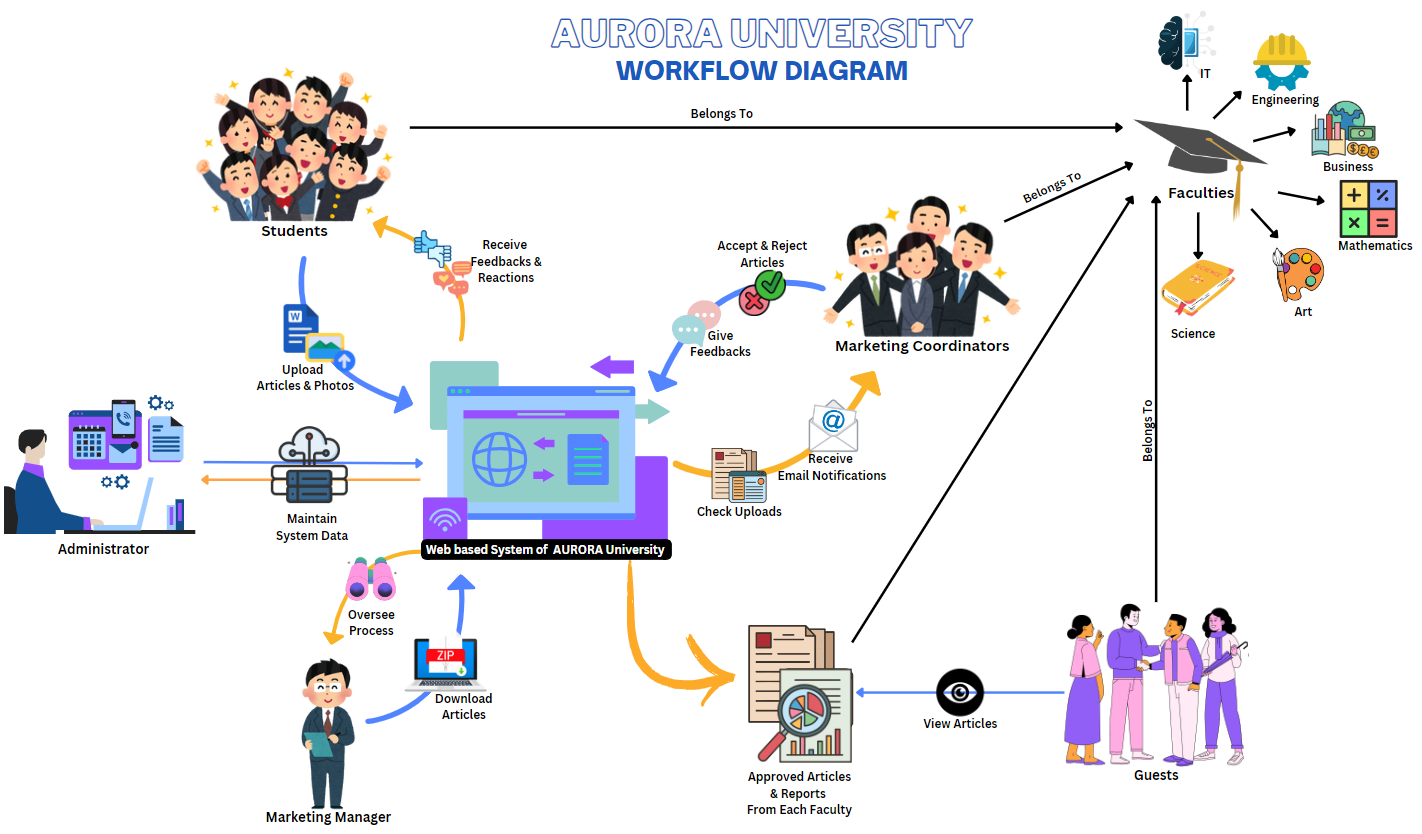 AURORA UNIVERSITY
WORKFLOW DIAGRAM
IT
Engineering
Business
Mathematics
Art
Science
Faculties
Belongs To
Belongs To
Belongs To
Students
Receive
Feedbacks &
Reactions
W
Upload
Articles & Photos
Accept & Reject
Articles
Give
Feedbacks
Marketing Coordinators
@
Receive
Email Notifications
Check Uploads
Administrator
Maintain
System Data
Web based System of AURORA University
Oversee
Process
ZIP
Download
Articles
Marketing Manager
Approved Articles
& Reports
From Each Faculty
View Articles
Guests
SCIENCE